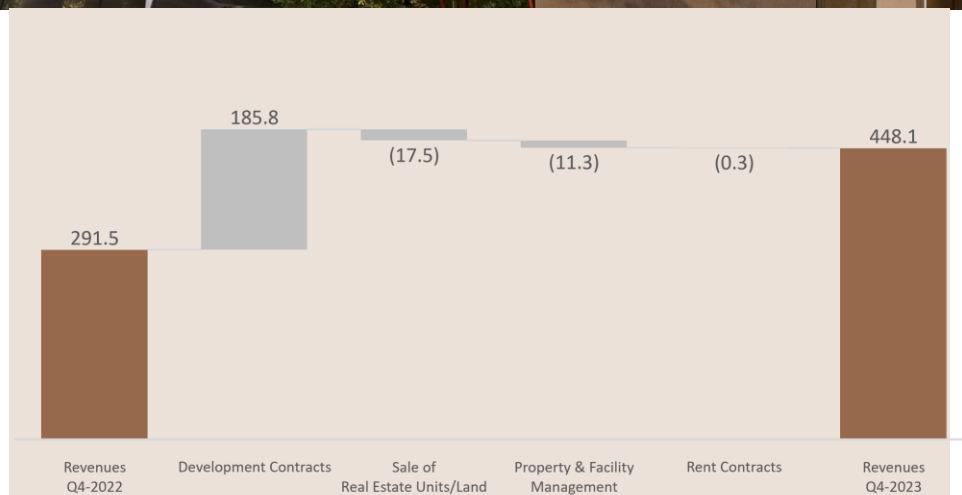 185.8
(17.5)
(11.3)
(0.3)
448.1
291.5
Revenues
Q4-2022
Development Contracts
Sale of
Real Estate Units/Land
Property & Facility
Management
Rent Contracts
Revenues
Q4-2023